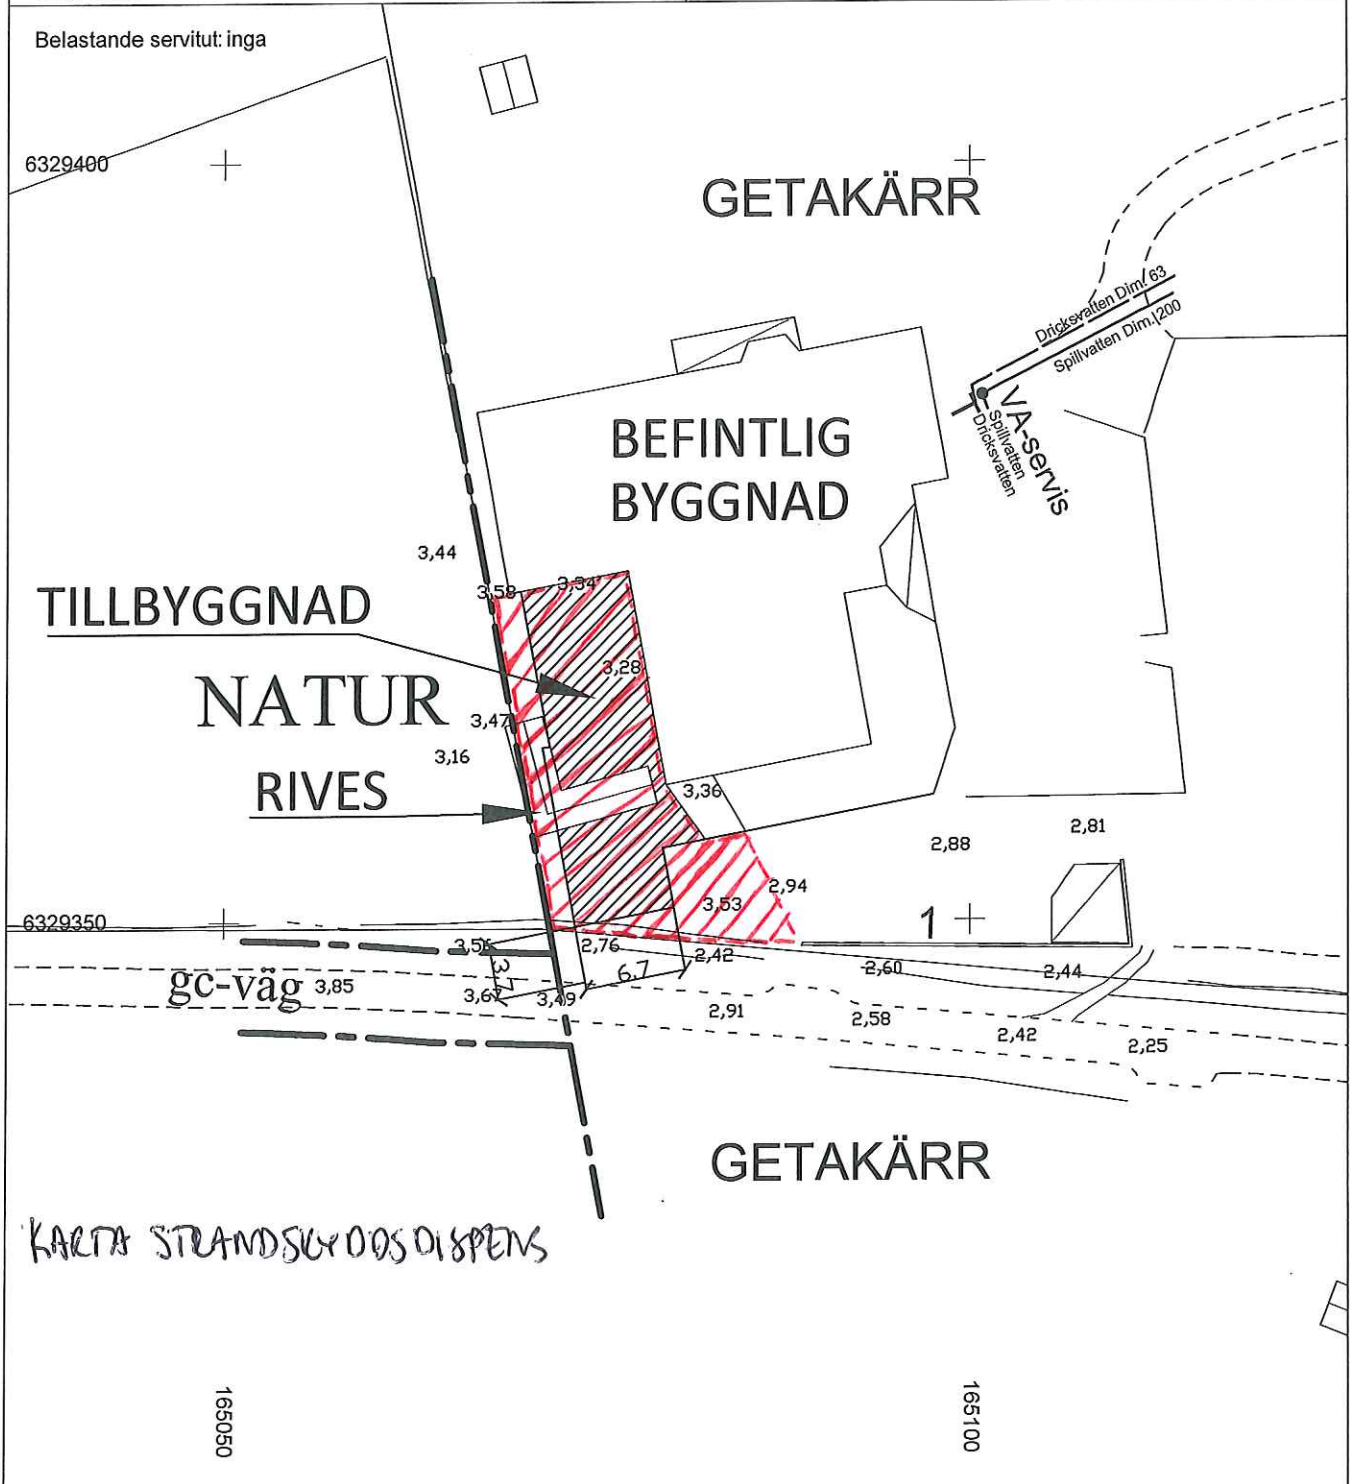 Belastande servitut: inga
6329400
GETAKÄRR
Dricksvatten Dim. 63
Spillvatten Dim. 200
VA-servis
Spillvatten
Dricksvatten
BEFINTLIG
BYGGNAD
3,44
3,58
3,34
TILLBYGGNAD
3,28
NATUR
3,47
3,16
RIVES
3,36
2,88
2,81
2,94
3,53
1
6329350
2,76
2,42
3,7
6.7
2,60
2,44
gc-väg
3,85
3,67
3,49
2,91
2,58
2,42
2,25
GETAKÄRR
KARTA STRANDSKYDDSDISPENS
165050
165100